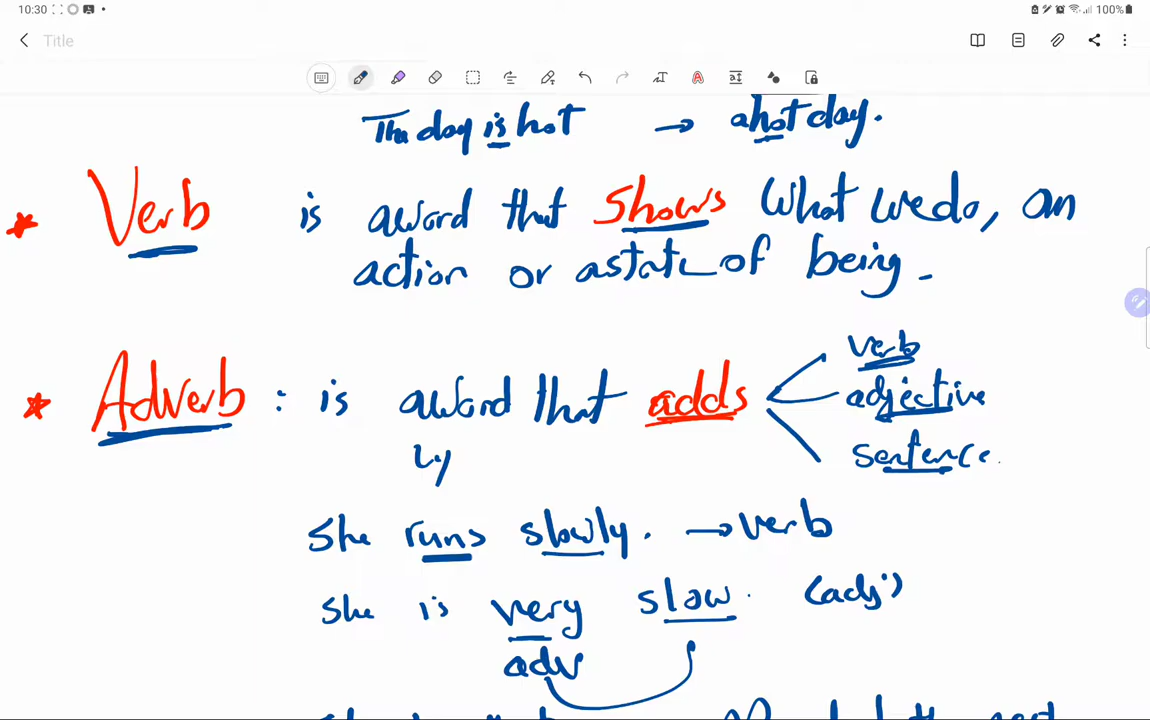 10:30 100%
Title
The day is hot → a hot day.
* Verb is a word that shows what we do, an
action or a state of being.
* Adverb : is a word that adds
verb
adjective
sentence.
ly
she runs slowly. → verb
she is very slow. (adj)
adv